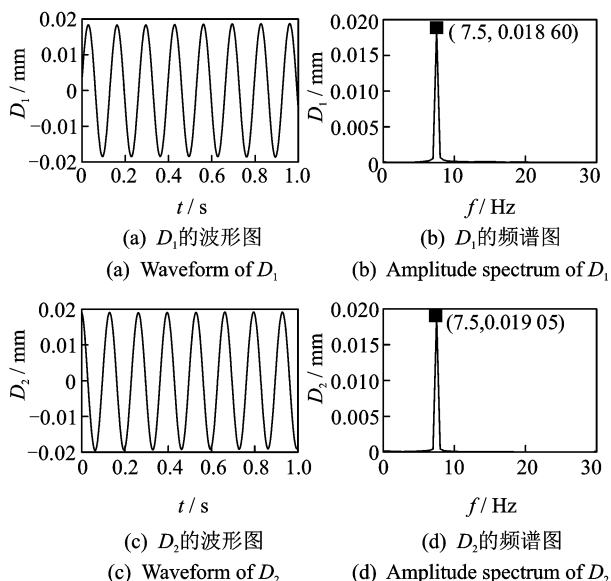 0.02
0.01
0
−0.01
−0.02
D₁ / mm
0 0.2 0.4 0.6 0.8 1.0
t / s
(a) D₁的波形图
(a) Waveform of D₁
0.020
0.015
0.010
0.005
0
D₁ / mm
( 7.5, 0.018 60)
0 10 20 30
f / Hz
(b) D₁的频谱图
(b) Amplitude spectrum of D₁
0.02
0.01
0
−0.01
−0.02
D₂ / mm
0 0.2 0.4 0.6 0.8 1.0
t / s
(c) D₂的波形图
(c) Waveform of D₂
0.020
0.015
0.010
0.005
0
D₂ / mm
(7.5,0.019 05)
0 10 20 30
f / Hz
(d) D₂的频谱图
(d) Amplitude spectrum of D₂